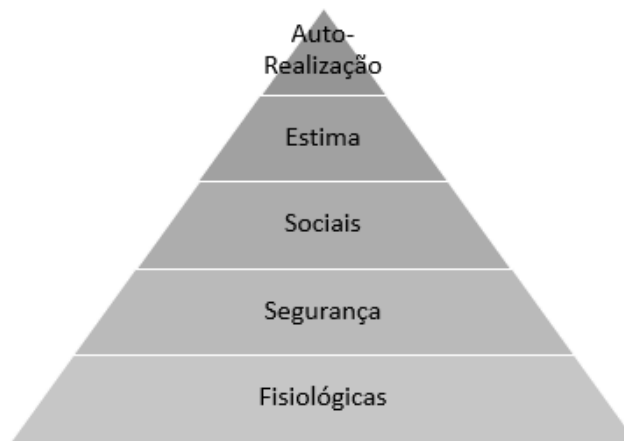 Auto-
Realização
Estima
Sociais
Segurança
Fisiológicas